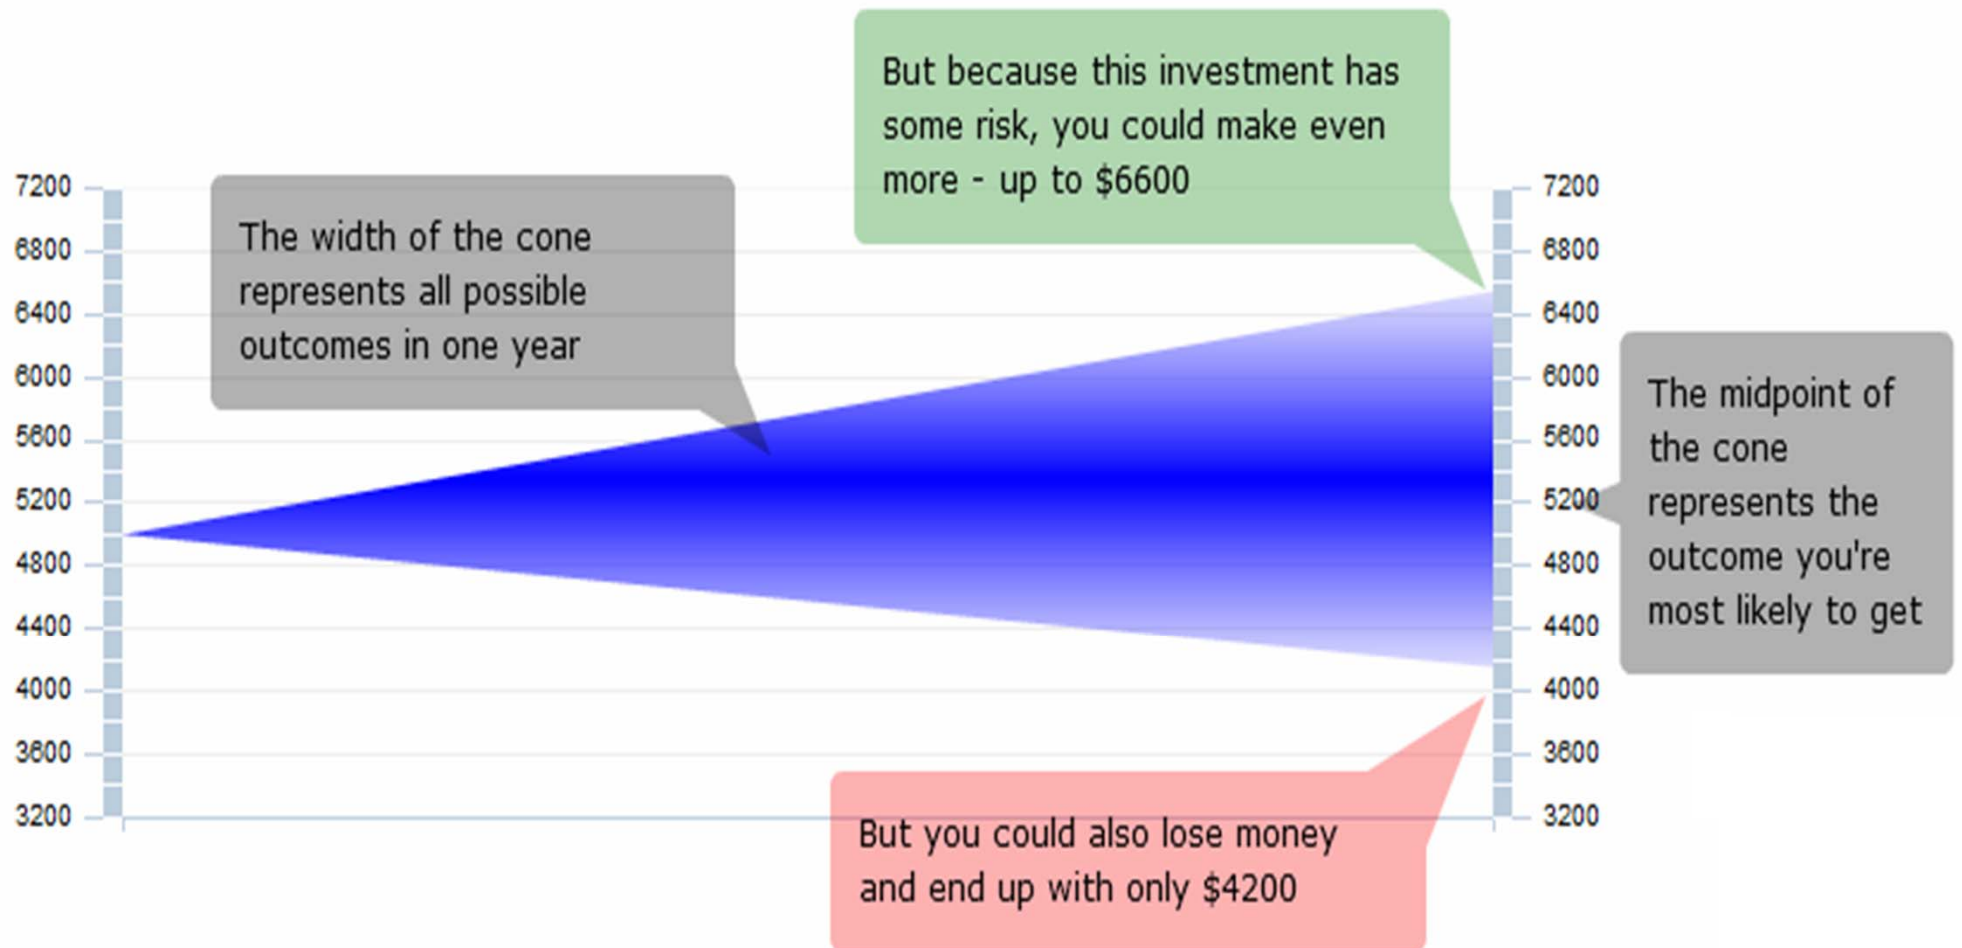 But because this investment has
some risk, you could make even
more - up to $6600
7200
6800
6400
6000
5600
5200
4800
4400
4000
3600
3200
The width of the cone
represents all possible
outcomes in one year
7200
6800
6400
6000
5600
5200
4800
4400
4000
3600
3200
The midpoint of
the cone
represents the
outcome you're
most likely to get
But you could also lose money
and end up with only $4200